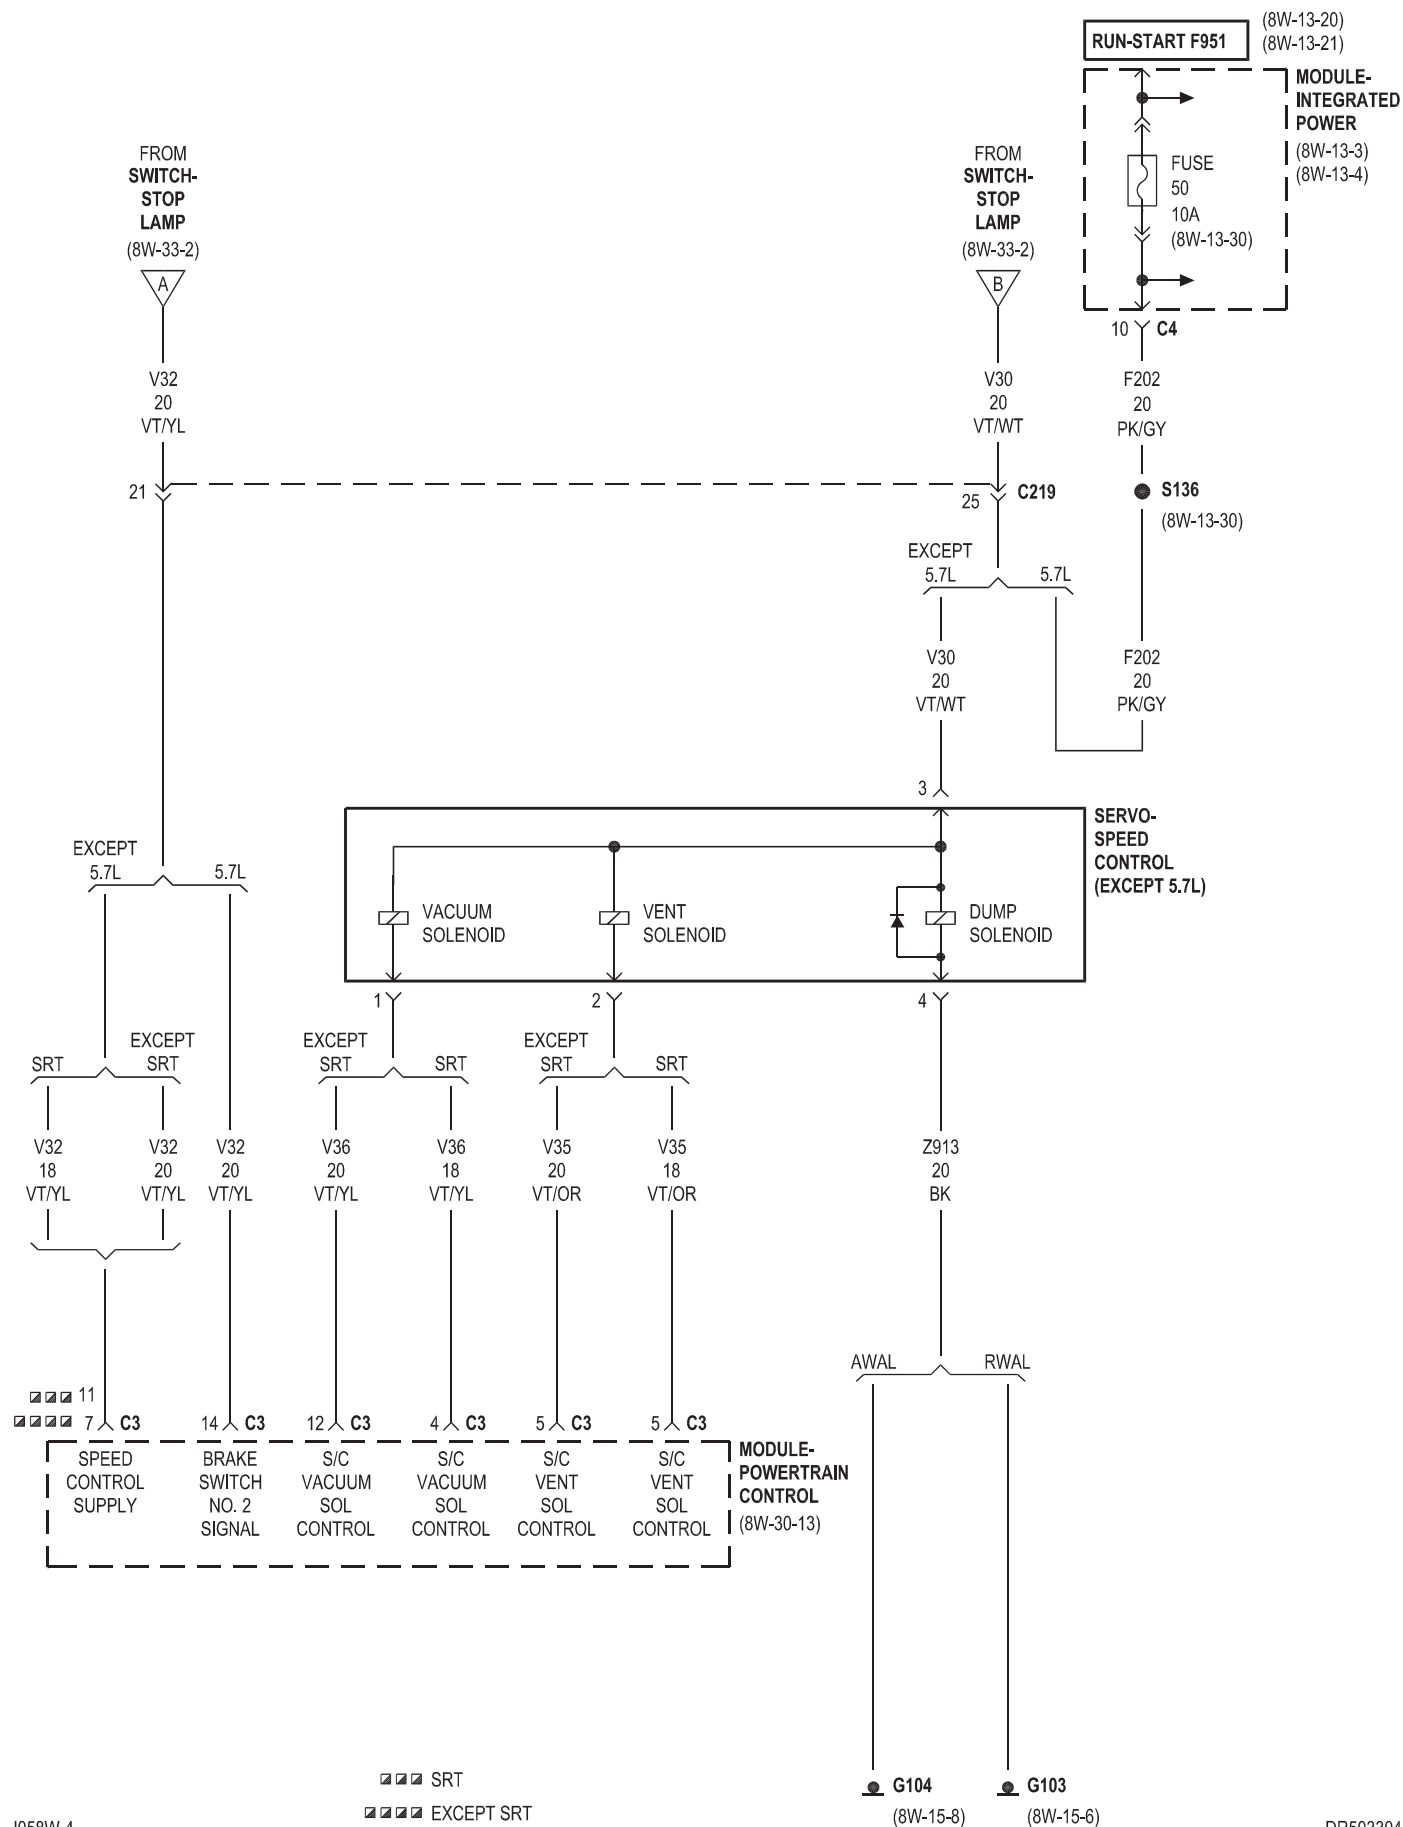 RUN-START F951
(8W-13-20)
(8W-13-21)
MODULE-
INTEGRATED
POWER
(8W-13-3)
(8W-13-4)
FUSE
50
10A
(8W-13-30)
10
C4
FROM
SWITCH-
STOP
LAMP
(8W-33-2)
A
FROM
SWITCH-
STOP
LAMP
(8W-33-2)
B
V32
20
VT/YL
V30
20
VT/WT
F202
20
PK/GY
21
25
C219
S136
(8W-13-30)
EXCEPT
5.7L
5.7L
V30
20
VT/WT
F202
20
PK/GY
3
SERVO-
SPEED
CONTROL
(EXCEPT 5.7L)
VACUUM
SOLENOID
VENT
SOLENOID
DUMP
SOLENOID
EXCEPT
5.7L
5.7L
1
2
4
SRT
EXCEPT
SRT
EXCEPT
SRT
SRT
EXCEPT
SRT
SRT
V32
18
VT/YL
V32
20
VT/YL
V32
20
VT/YL
V36
20
VT/YL
V36
18
VT/YL
V35
20
VT/OR
V35
18
VT/OR
Z913
20
BK
AWAL
RWAL
11
7 C3
14 C3
12 C3
4 C3
5 C3
5 C3
SPEED
CONTROL
SUPPLY
BRAKE
SWITCH
NO. 2
SIGNAL
S/C
VACUUM
SOL
CONTROL
S/C
VACUUM
SOL
CONTROL
S/C
VENT
SOL
CONTROL
S/C
VENT
SOL
CONTROL
MODULE-
POWERTRAIN
CONTROL
(8W-30-13)
SRT
EXCEPT SRT
G104
(8W-15-8)
G103
(8W-15-6)